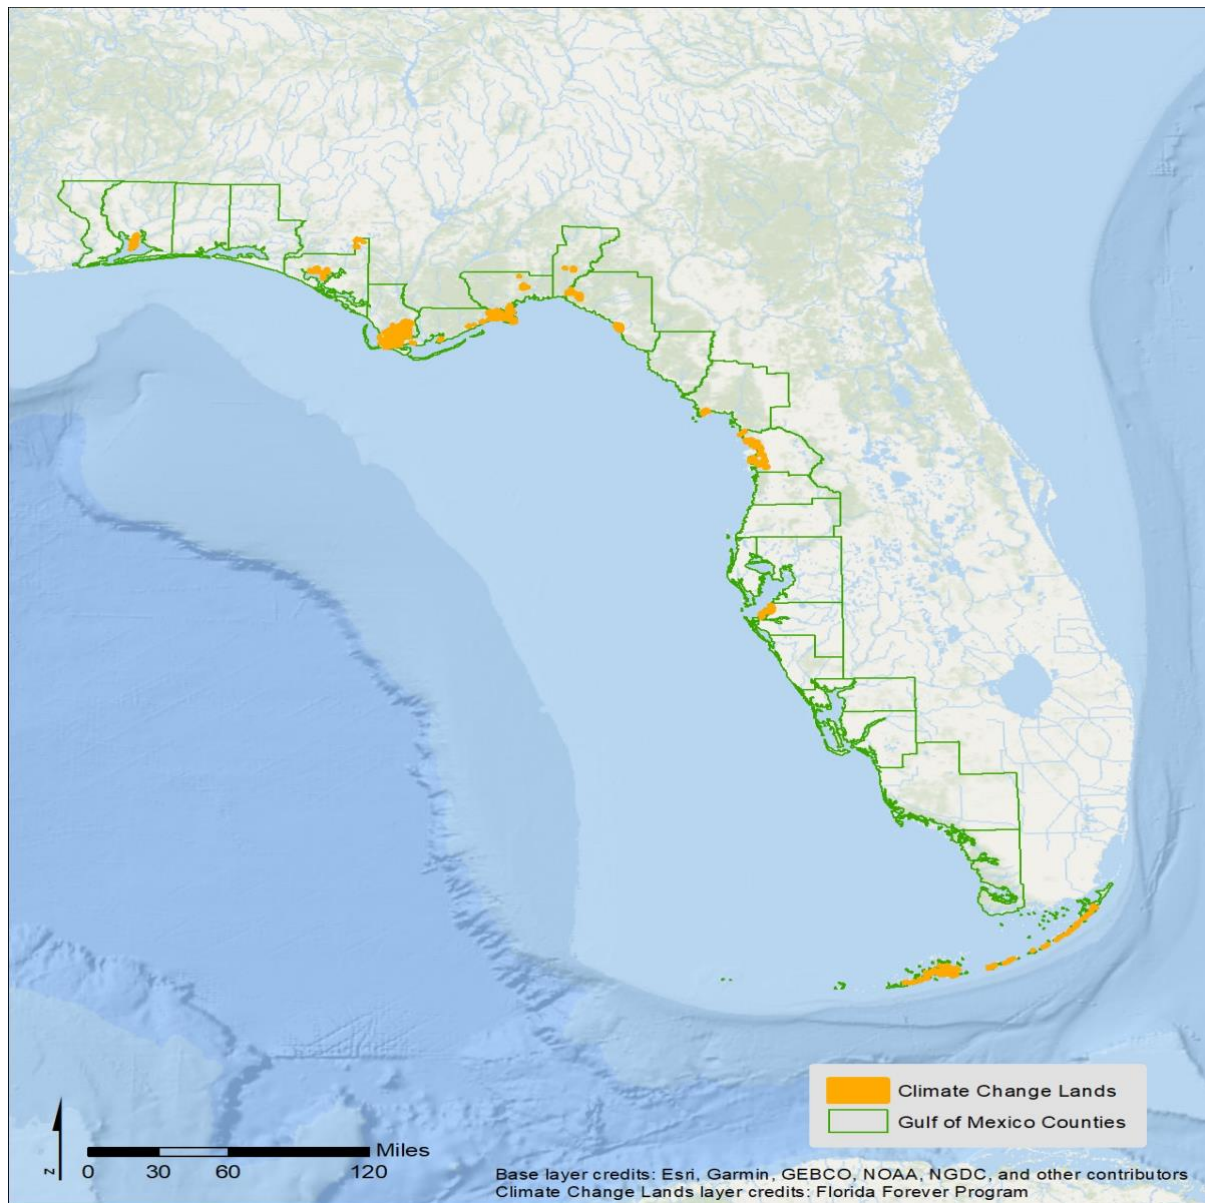 Climate Change Lands
Gulf of Mexico Counties
N
Miles
0 30 60 120
Base layer credits: Esri, Garmin, GEBCO, NOAA, NGDC, and other contributors
Climate Change Lands layer credits: Florida Forever Program